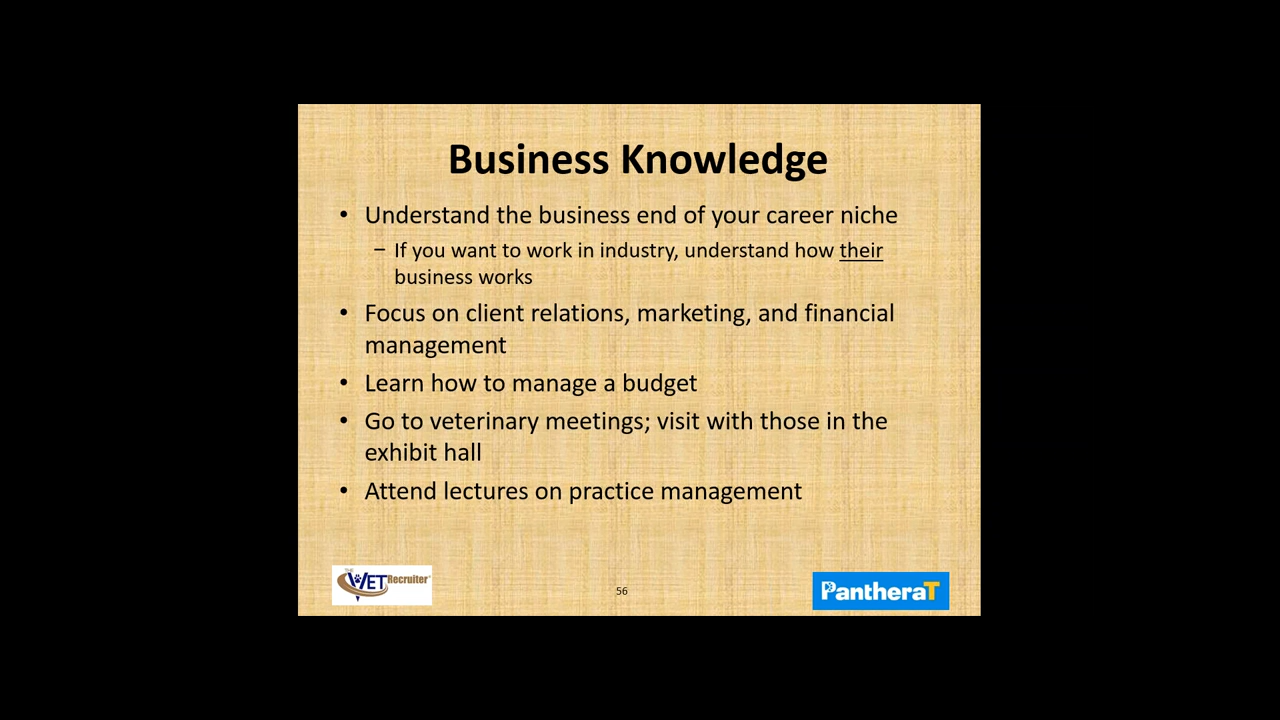 Business Knowledge
• Understand the business end of your career niche
– If you want to work in industry, understand how their
business works
• Focus on client relations, marketing, and financial
management
• Learn how to manage a budget
• Go to veterinary meetings; visit with those in the
exhibit hall
• Attend lectures on practice management
THE
VET Recruiter
56
PantheraT